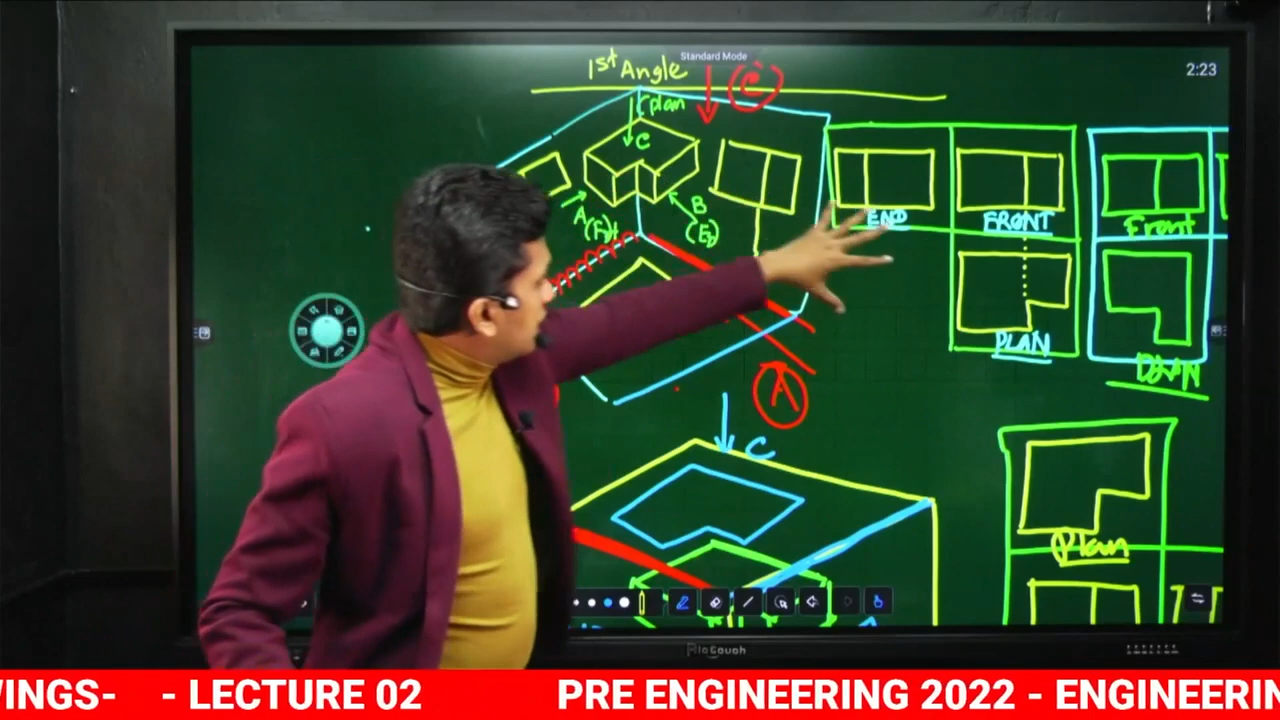 Standard Mode
2:23
1st Angle
C
plan
C
A
B
END
FRONT
Front
PLAN
A
C
Plan
WINGS- - LECTURE 02 PRE ENGINEERING 2022 - ENGINEERIN